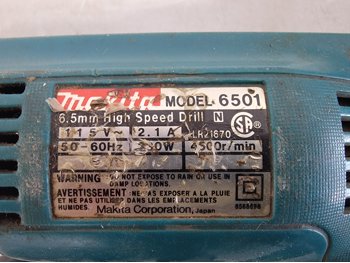 Makita MODEL 6501
6.5mm High Speed Drill N
115V~ 2.1A LR21670
50-60Hz 230W 4500r/min
WARNING: DO NOT EXPOSE TO RAIN OR USE IN
DAMP LOCATIONS.
AVERTISSEMENT: NE PAS EXPOSER A LA PLUIE
ET NE PAS UTILISER DANS LES EMPLACEMENTS
HUMIDES.
Makita Corporation, Japan